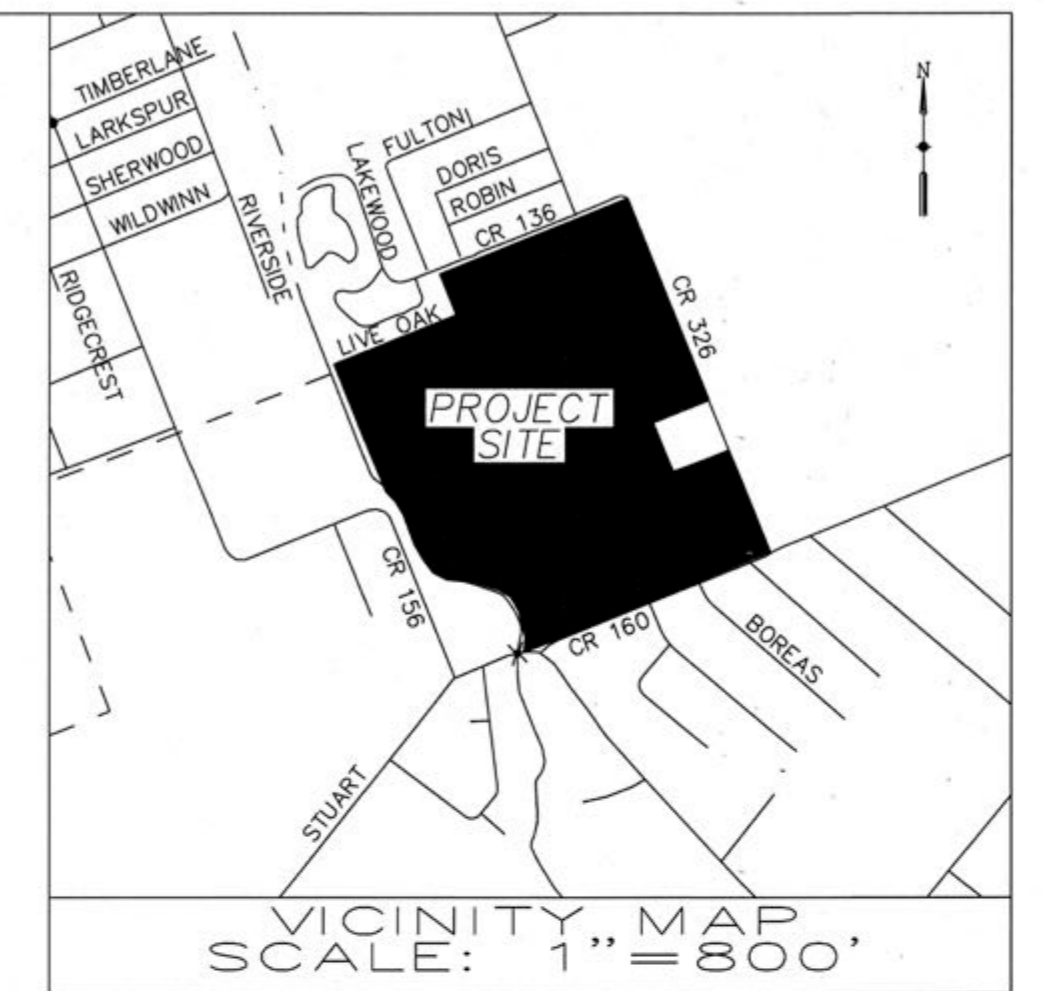 TIMBERLANE
LARKSPUR
SHERWOOD
WILDWINN
RIDGECREST
RIVERSIDE
LAKEWOOD
FULTON
DORIS
ROBIN
CR 136
N
LIVE OAK
CR 326
PROJECT
SITE
CR 156
CR 160
BOREAS
STUART
VICINITY MAP
SCALE: 1"=800'